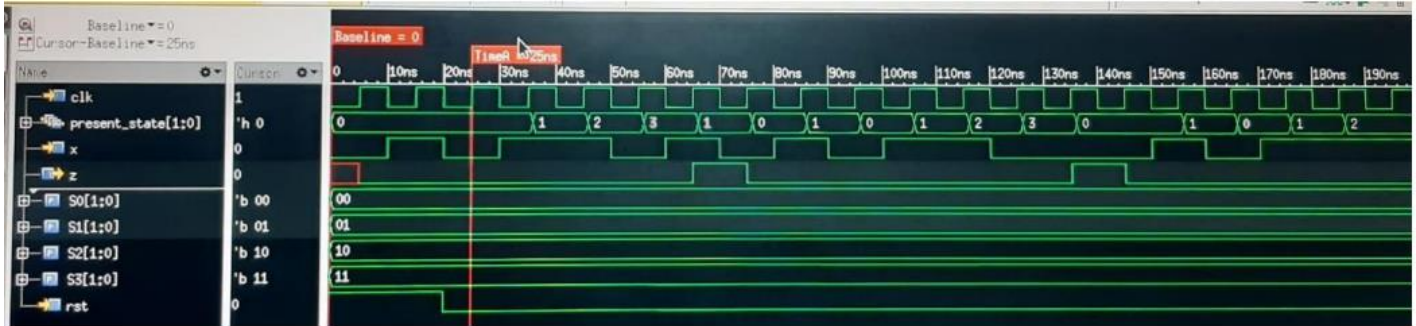 Baseline▼=0
Cursor-Baseline▼=25ns
Baseline = 0
TimeA = 25ns
Name
Cursor
0 10ns 20ns 30ns 40ns 50ns 60ns 70ns 80ns 90ns 100ns 110ns 120ns 130ns 140ns 150ns 160ns 170ns 180ns 190ns
clk 1
present_state[1:0] 'h 0 0 1 2 3 1 0 1 0 1 2 3 0 1 0 1 2
x 0
z 0
S0[1:0] 'b 00 00
S1[1:0] 'b 01 01
S2[1:0] 'b 10 10
S3[1:0] 'b 11 11
rst 0